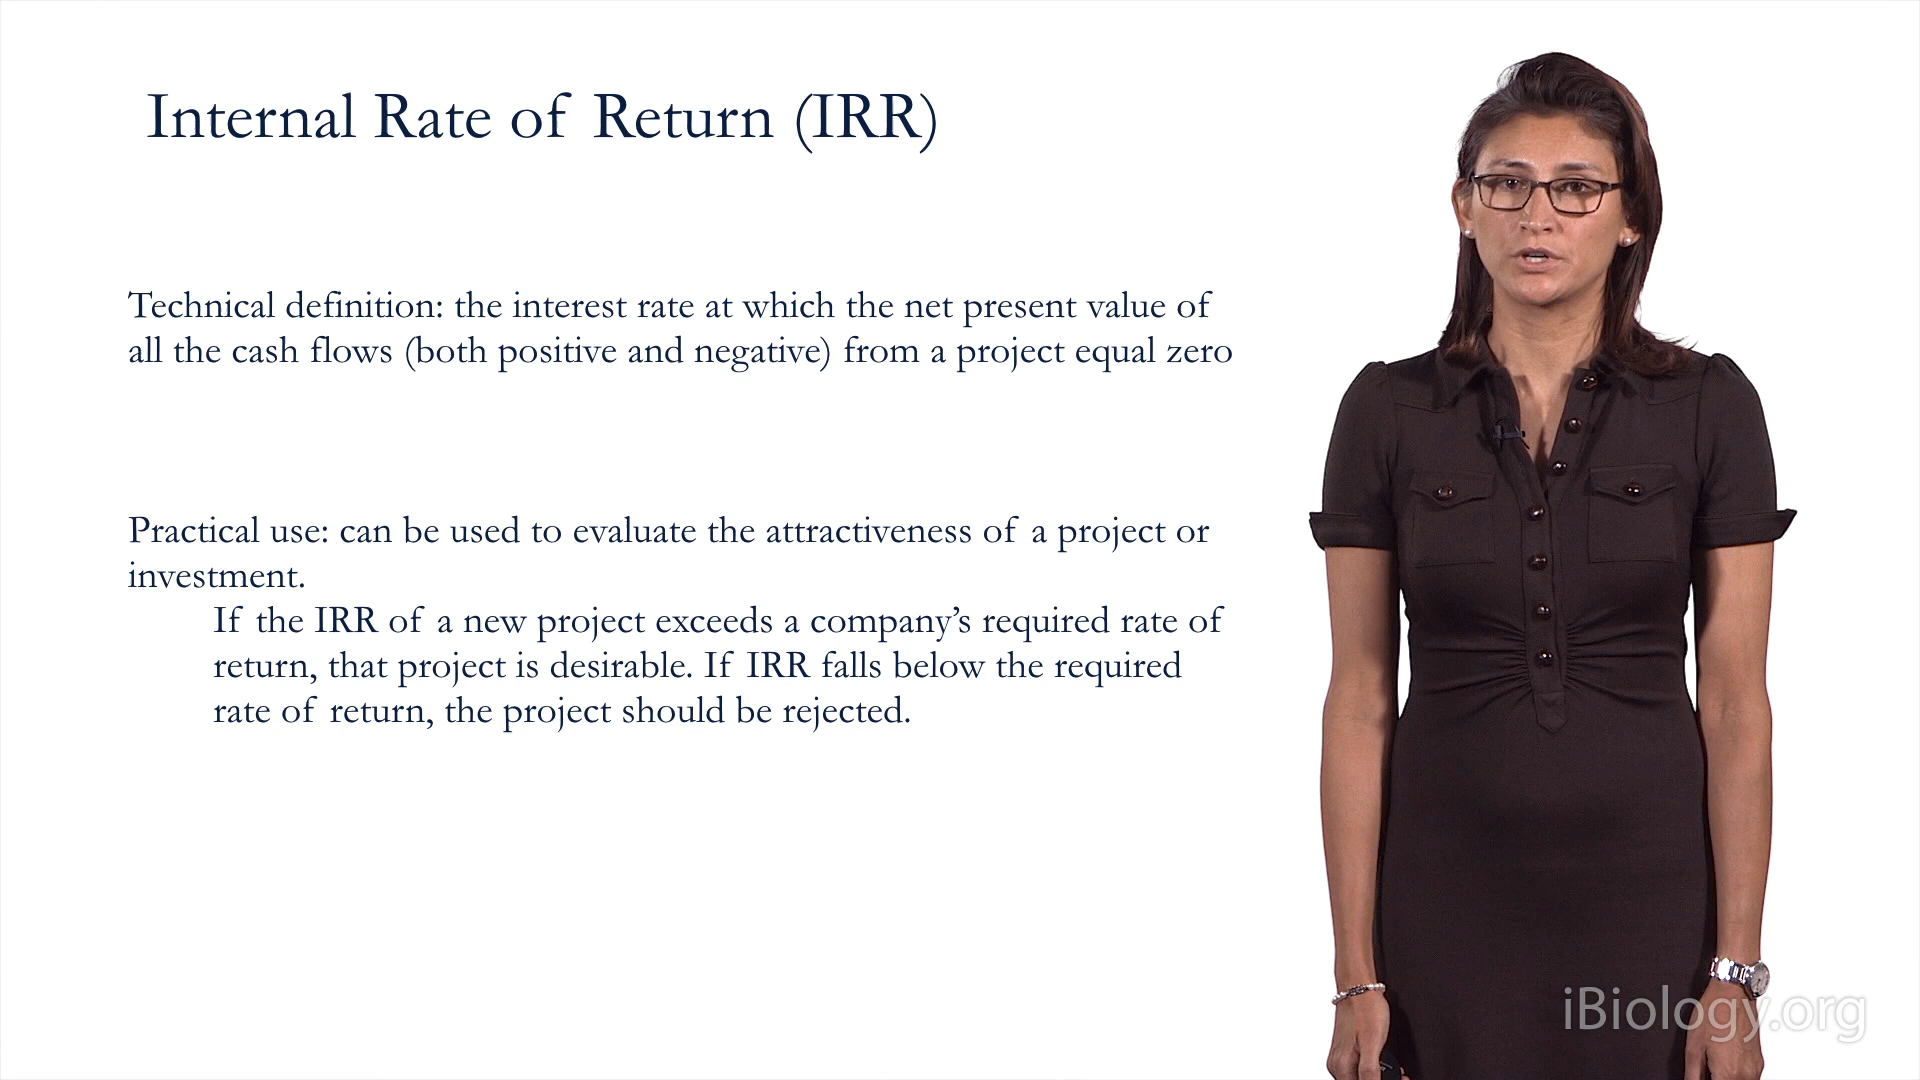 Internal Rate of Return (IRR)
Technical definition: the interest rate at which the net present value of
all the cash flows (both positive and negative) from a project equal zero
Practical use: can be used to evaluate the attractiveness of a project or
investment.
If the IRR of a new project exceeds a company’s required rate of
return, that project is desirable. If IRR falls below the required
rate of return, the project should be rejected.
iBiology.org